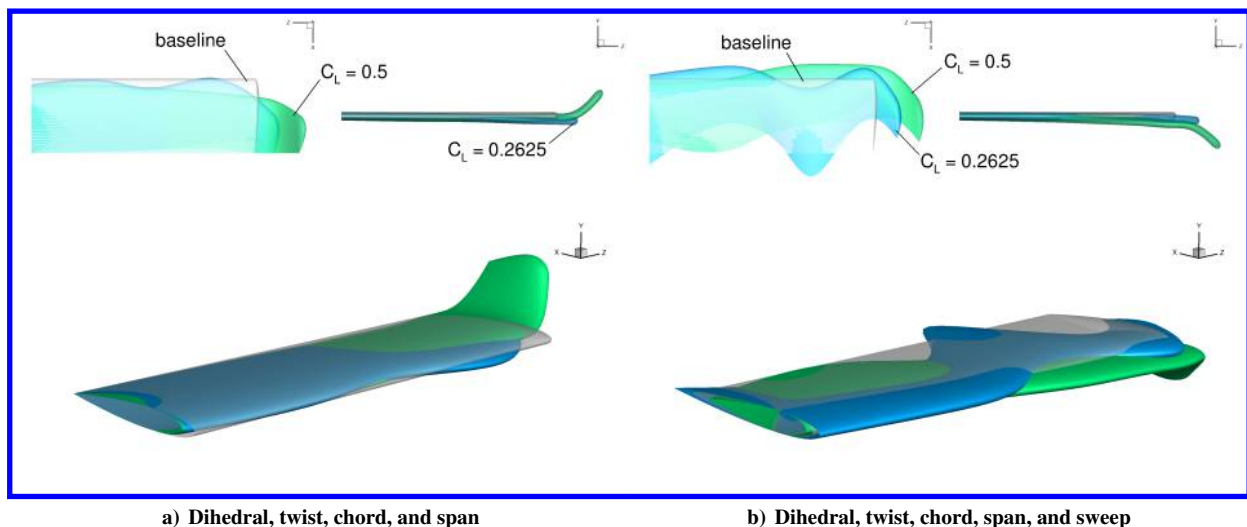 baseline
C_L = 0.5
C_L = 0.2625
Z
X
Y
Z
X
Y
Z
a) Dihedral, twist, chord, and span
baseline
C_L = 0.5
C_L = 0.2625
Z
X
Y
Z
X
Y
Z
b) Dihedral, twist, chord, span, and sweep